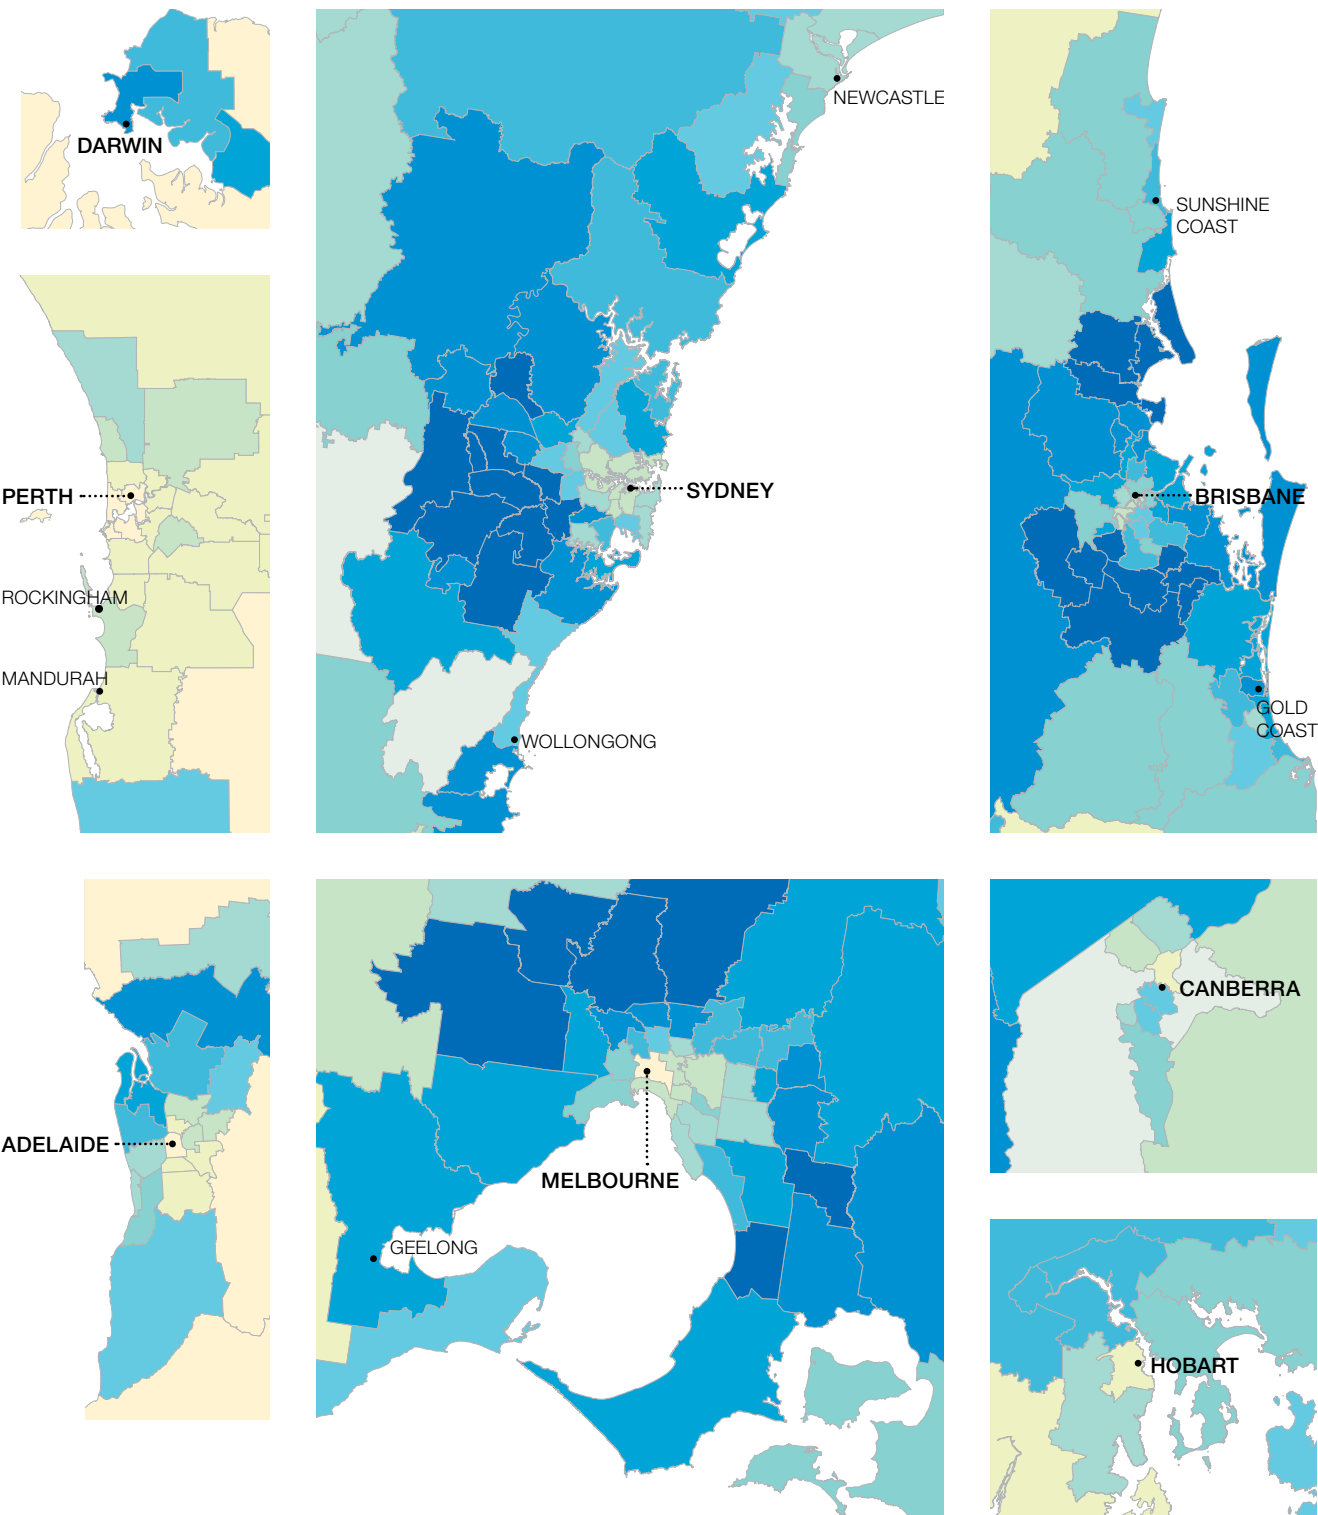 DARWIN
NEWCASTLE
SUNSHINE
COAST
PERTH
SYDNEY
BRISBANE
ROCKINGHAM
MANDURAH
WOLLONGONG
GOLD
COAST
CANBERRA
ADELAIDE
MELBOURNE
GEELONG
HOBART